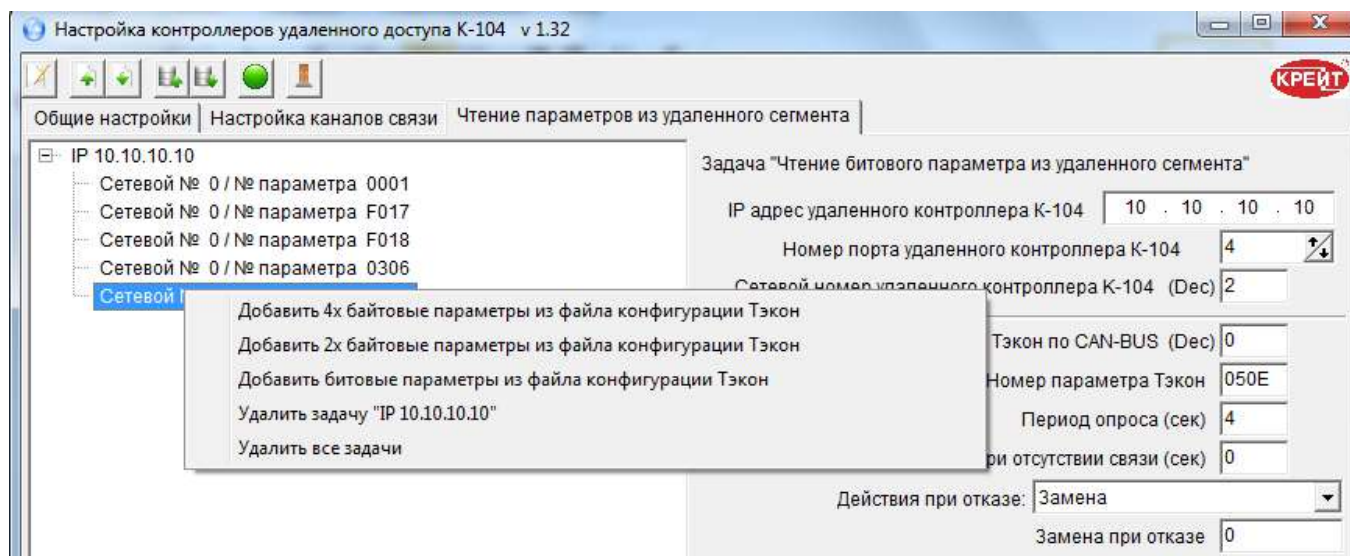 Настройка контроллеров удаленного доступа К-104 v 1.32
КРЕЙТ
Общие настройки Настройка каналов связи Чтение параметров из удаленного сегмента
IP 10.10.10.10
Сетевой № 0 / № параметра 0001
Сетевой № 0 / № параметра F017
Сетевой № 0 / № параметра F018
Сетевой № 0 / № параметра 0306
Сетевой
Добавить 4х байтовые параметры из файла конфигурации Тэкон
Добавить 2х байтовые параметры из файла конфигурации Тэкон
Добавить битовые параметры из файла конфигурации Тэкон
Удалить задачу "IP 10.10.10.10"
Удалить все задачи
Задача "Чтение битового параметра из удаленного сегмента"
IP адрес удаленного контроллера К-104 10 . 10 . 10 . 10
Номер порта удаленного контроллера К-104 4
Сетевой номер удаленного контроллера К-104 (Dec) 2
Тэкон по CAN-BUS (Dec) 0
Номер параметра Тэкон 050E
Период опроса (сек) 4
отсутствии связи (сек) 0
Действия при отказе: Замена
Замена при отказе 0